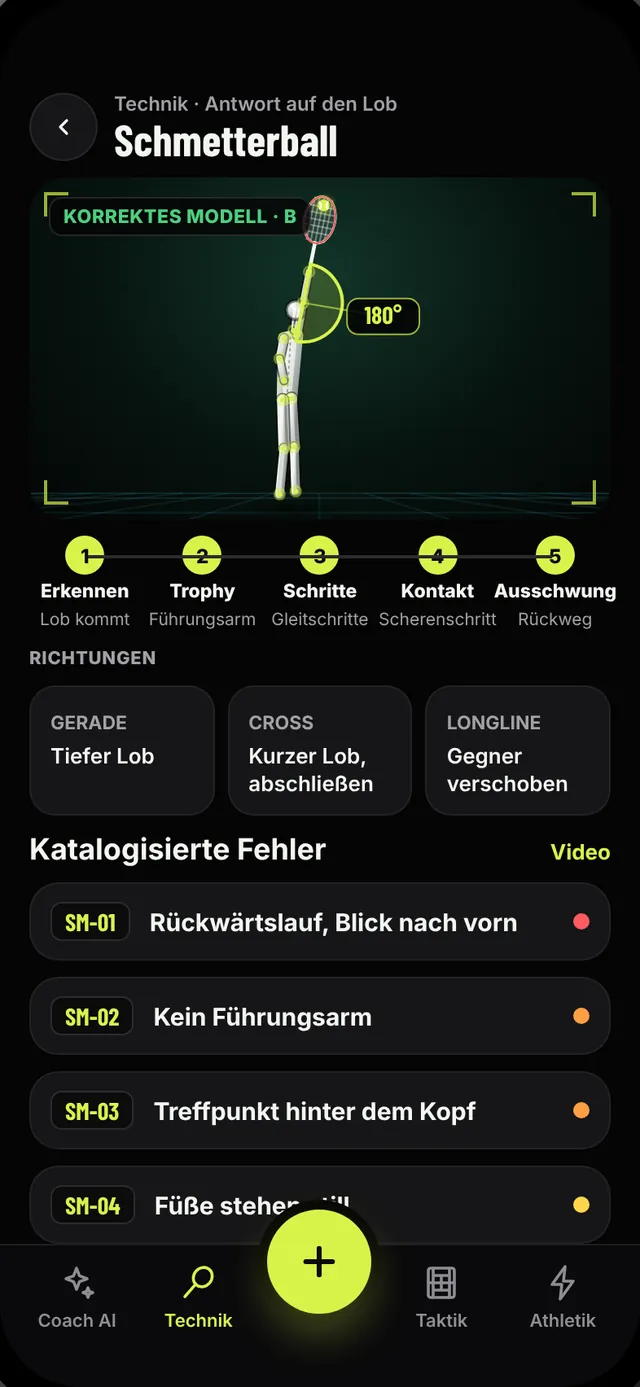 Technik · Antwort auf den Lob
Schmetterball
KORREKTES MODELL · B
180°
1 2 3 4 5
Erkennen Trophy Schritte Kontakt Ausschwung
Lob kommt Führungsarm Gleitschritte Scherenschritt Rückweg
RICHTUNGEN
GERADE
Tiefer Lob
CROSS
Kurzer Lob,
abschließen
LONGLINE
Gegner
verschoben
Katalogisierte Fehler
Video
SM-01 Rückwärtslauf, Blick nach vorn
SM-02 Kein Führungsarm
SM-03 Treffpunkt hinter dem Kopf
SM-04 Füße stehen still
Coach AI Technik Taktik Athletik